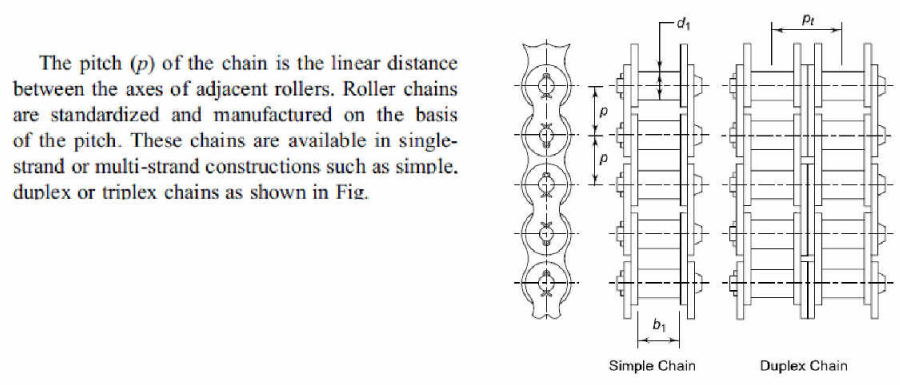 The pitch (p) of the chain is the linear distance
between the axes of adjacent rollers. Roller chains
are standardized and manufactured on the basis
of the pitch. These chains are available in single-
strand or multi-strand constructions such as simple,
duplex or triplex chains as shown in Fig.
d1
pt
p
p
b1
Simple Chain
Duplex Chain